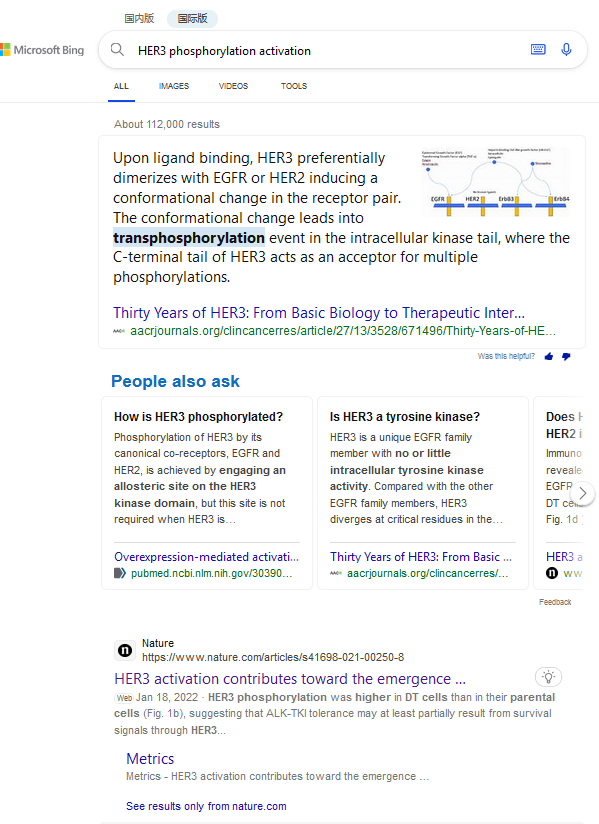 国内版 国际版
Microsoft Bing
HER3 phosphorylation activation
ALL IMAGES VIDEOS TOOLS
About 112,000 results
Upon ligand binding, HER3 preferentially
dimerizes with EGFR or HER2 inducing a
conformational change in the receptor pair.
The conformational change leads into
transphosphorylation event in the intracellular kinase tail, where the
C-terminal tail of HER3 acts as an acceptor for multiple
phosphorylations.
EGFR HER2 ErbB3 ErbB4
Thirty Years of HER3: From Basic Biology to Therapeutic Inter...
AACR aacrjournals.org/clincancerres/article/27/13/3528/671496/Thirty-Years-of-HE...
Was this helpful?
People also ask
How is HER3 phosphorylated?
Phosphorylation of HER3 by its
canonical co-receptors, EGFR and
HER2, is achieved by engaging an
allosteric site on the HER3
kinase domain, but this site is not
required when HER3 is...
Overexpression-mediated activati...
pubmed.ncbi.nlm.nih.gov/30390...
Is HER3 a tyrosine kinase?
HER3 is a unique EGFR family
member with no or little
intracellular tyrosine kinase
activity. Compared with the other
EGFR family members, HER3
diverges at critical residues in the...
Thirty Years of HER3: From Basic ...
AACR aacrjournals.org/clincancerres/...
Does H
HER2 i
Immuno
reveale
EGFR
DT cel
Fig. 1d
HER3 a
n ww
Feedback
n
Nature
https://www.nature.com/articles/s41698-021-00250-8
HER3 activation contributes toward the emergence ...
Web Jan 18, 2022 · HER3 phosphorylation was higher in DT cells than in their parental
cells (Fig. 1b), suggesting that ALK-TKI tolerance may at least partially result from survival
signals through HER3...
Metrics
Metrics - HER3 activation contributes toward the emergence ...
See results only from nature.com